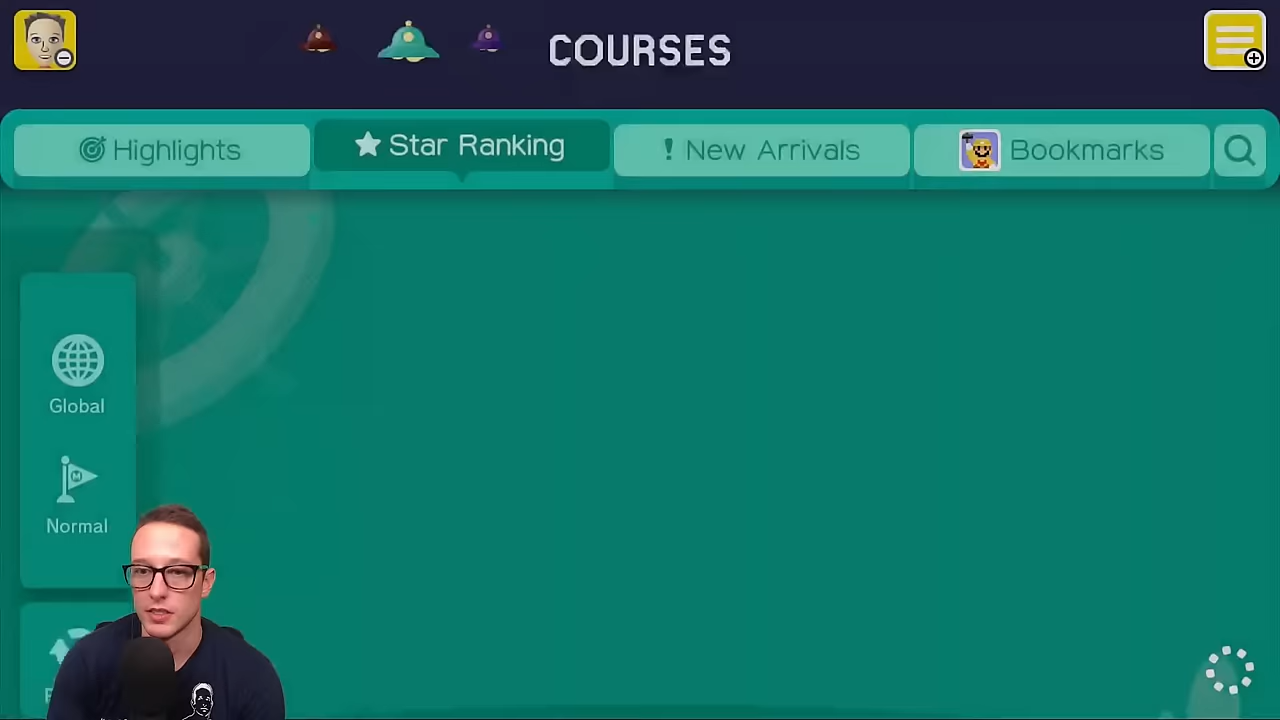 COURSES
Highlights
Star Ranking
! New Arrivals
Bookmarks
Global
M
Normal